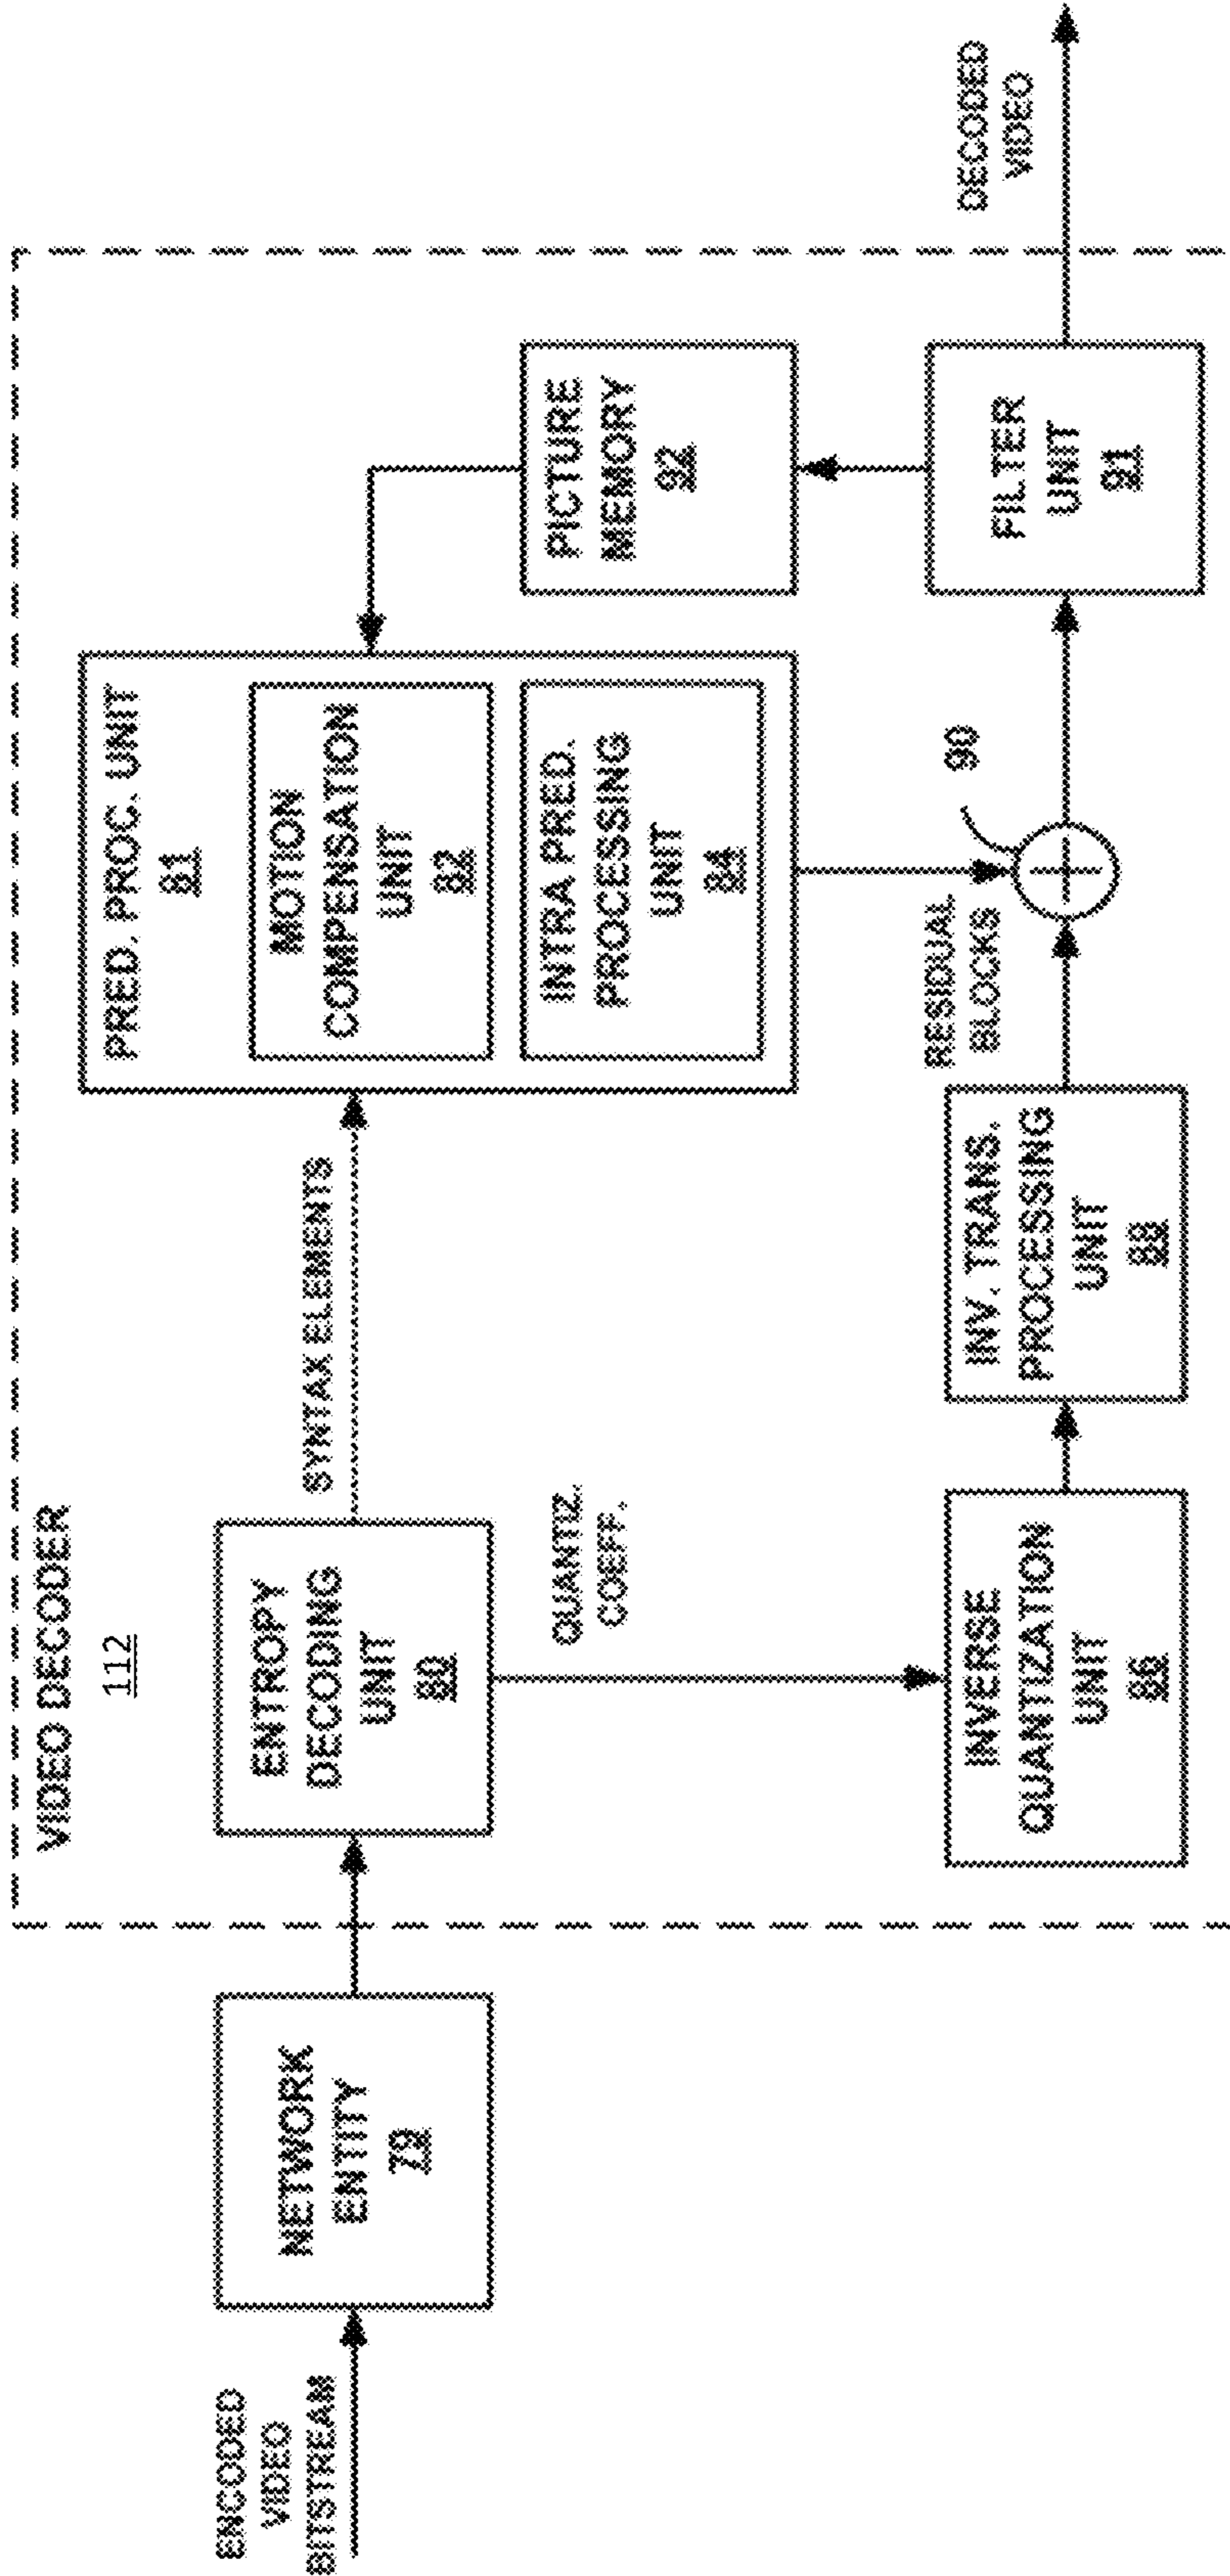 VIDEO DECODER
112
ENCODED
VIDEO
BITSTREAM
NETWORK
ENTITY
79
ENTROPY
DECODING
UNIT
80
SYNTAX ELEMENTS
PRED. PROC. UNIT
81
MOTION
COMPENSATION
UNIT
82
INTRA PRED.
PROCESSING
UNIT
84
PICTURE
MEMORY
92
QUANTIZ.
COEFF.
INVERSE
QUANTIZATION
UNIT
86
INV. TRANS.
PROCESSING
UNIT
88
RESIDUAL
BLOCKS
90
FILTER
UNIT
91
DECODED
VIDEO